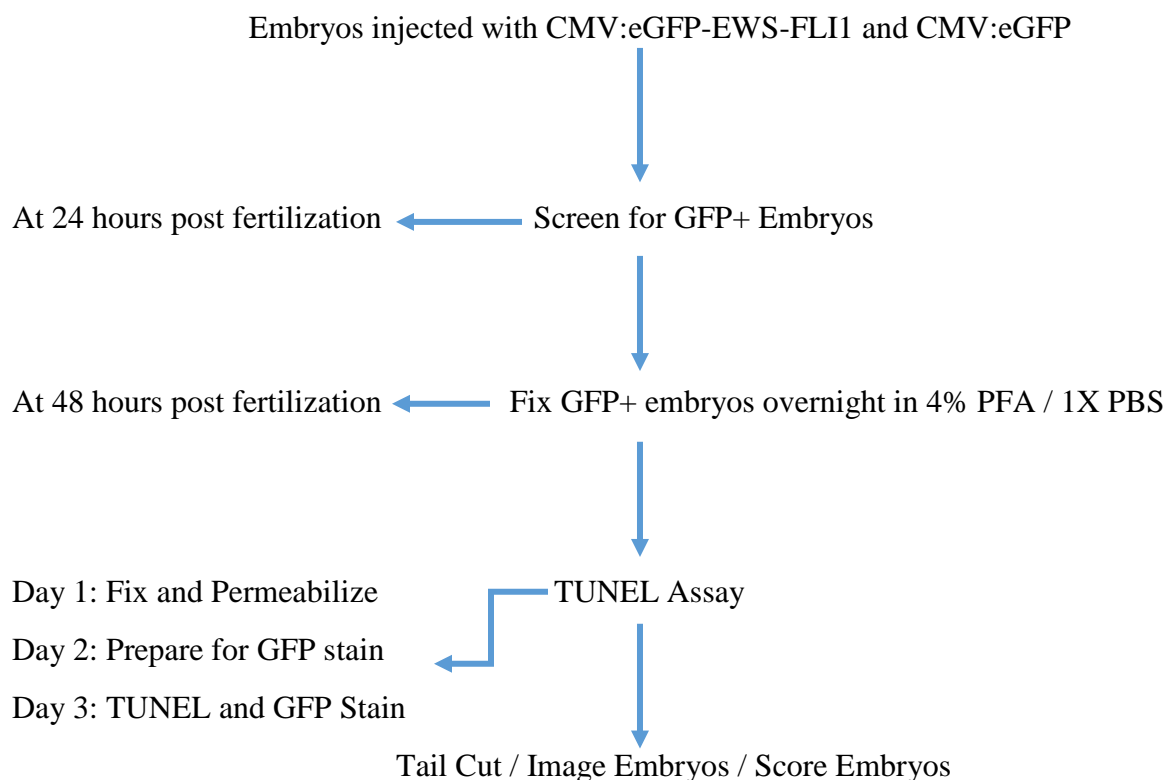 Embryos injected with CMV:eGFP-EWS-FLI1 and CMV:eGFP
At 24 hours post fertilization
Screen for GFP+ Embryos
At 48 hours post fertilization
Fix GFP+ embryos overnight in 4% PFA / 1X PBS
Day 1: Fix and Permeabilize
TUNEL Assay
Day 2: Prepare for GFP stain
Day 3: TUNEL and GFP Stain
Tail Cut / Image Embryos / Score Embryos